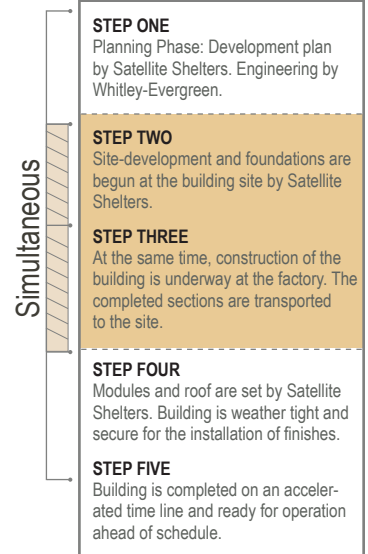 Simultaneous
STEP ONE
Planning Phase: Development plan
by Satellite Shelters. Engineering by
Whitley-Evergreen.
STEP TWO
Site-development and foundations are
begun at the building site by Satellite
Shelters.
STEP THREE
At the same time, construction of the
building is underway at the factory. The
completed sections are transported
to the site.
STEP FOUR
Modules and roof are set by Satellite
Shelters. Building is weather tight and
secure for the installation of finishes.
STEP FIVE
Building is completed on an acceler-
ated time line and ready for operation
ahead of schedule.